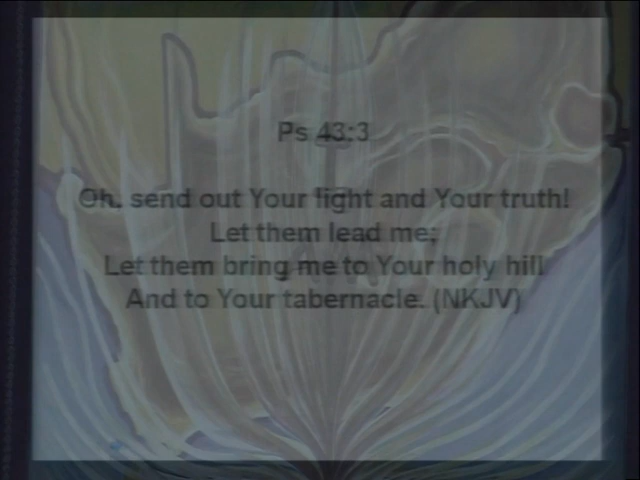 Ps 43:3
Oh, send out Your light and Your truth!
Let them lead me;
Let them bring me to Your holy hill
And to Your tabernacle. (NKJV)